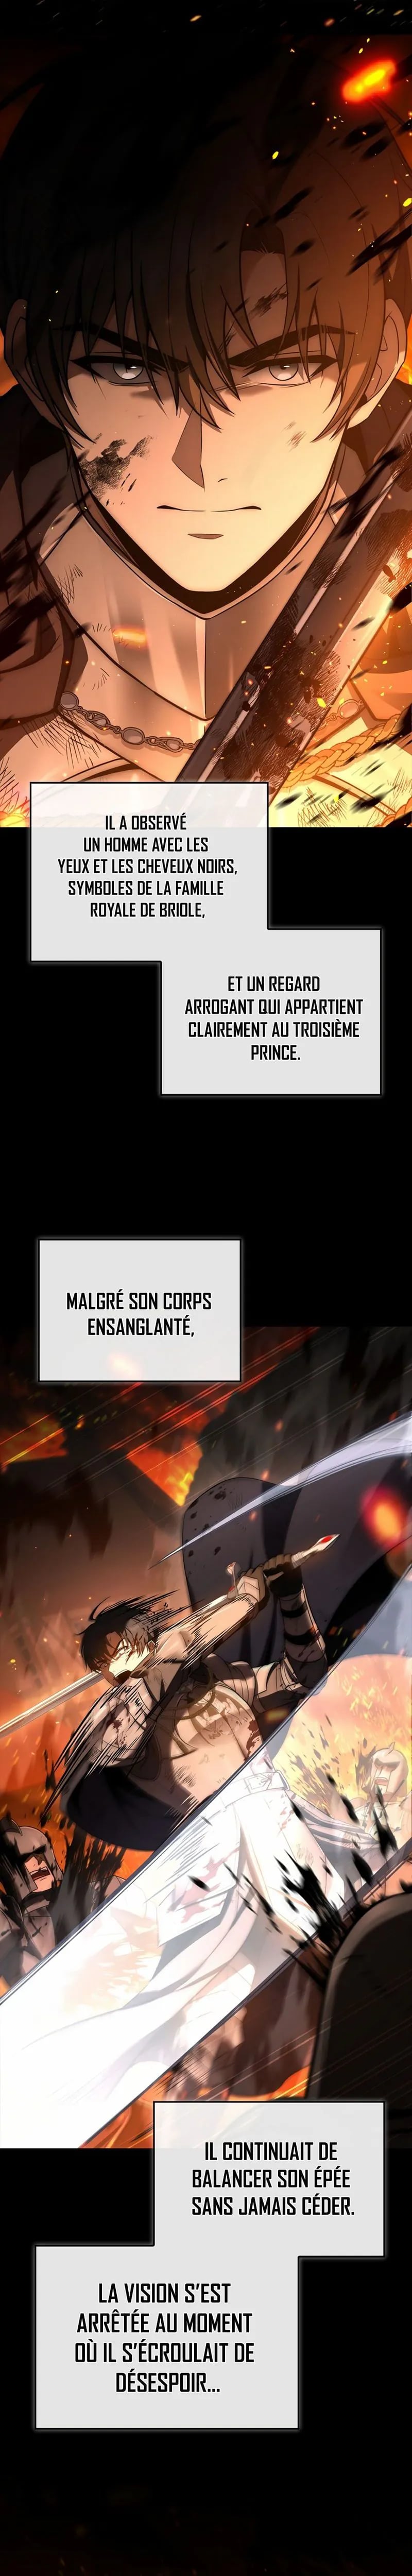 IL A OBSERVÉ
UN HOMME AVEC LES
YEUX ET LES CHEVEUX NOIRS,
SYMBOLES DE LA FAMILLE
ROYALE DE BRIOLE,
ET UN REGARD
ARROGANT QUI APPARTIENT
CLAIREMENT AU TROISIÈME
PRINCE.
MALGRÉ SON CORPS
ENSANGLANTÉ,
IL CONTINUAIT DE
BALANCER SON ÉPÉE
SANS JAMAIS CÉDER.
LA VISION S'EST
ARRÊTÉE AU MOMENT
OÙ IL S'ÉCROULAIT DE
DÉSESPOIR...